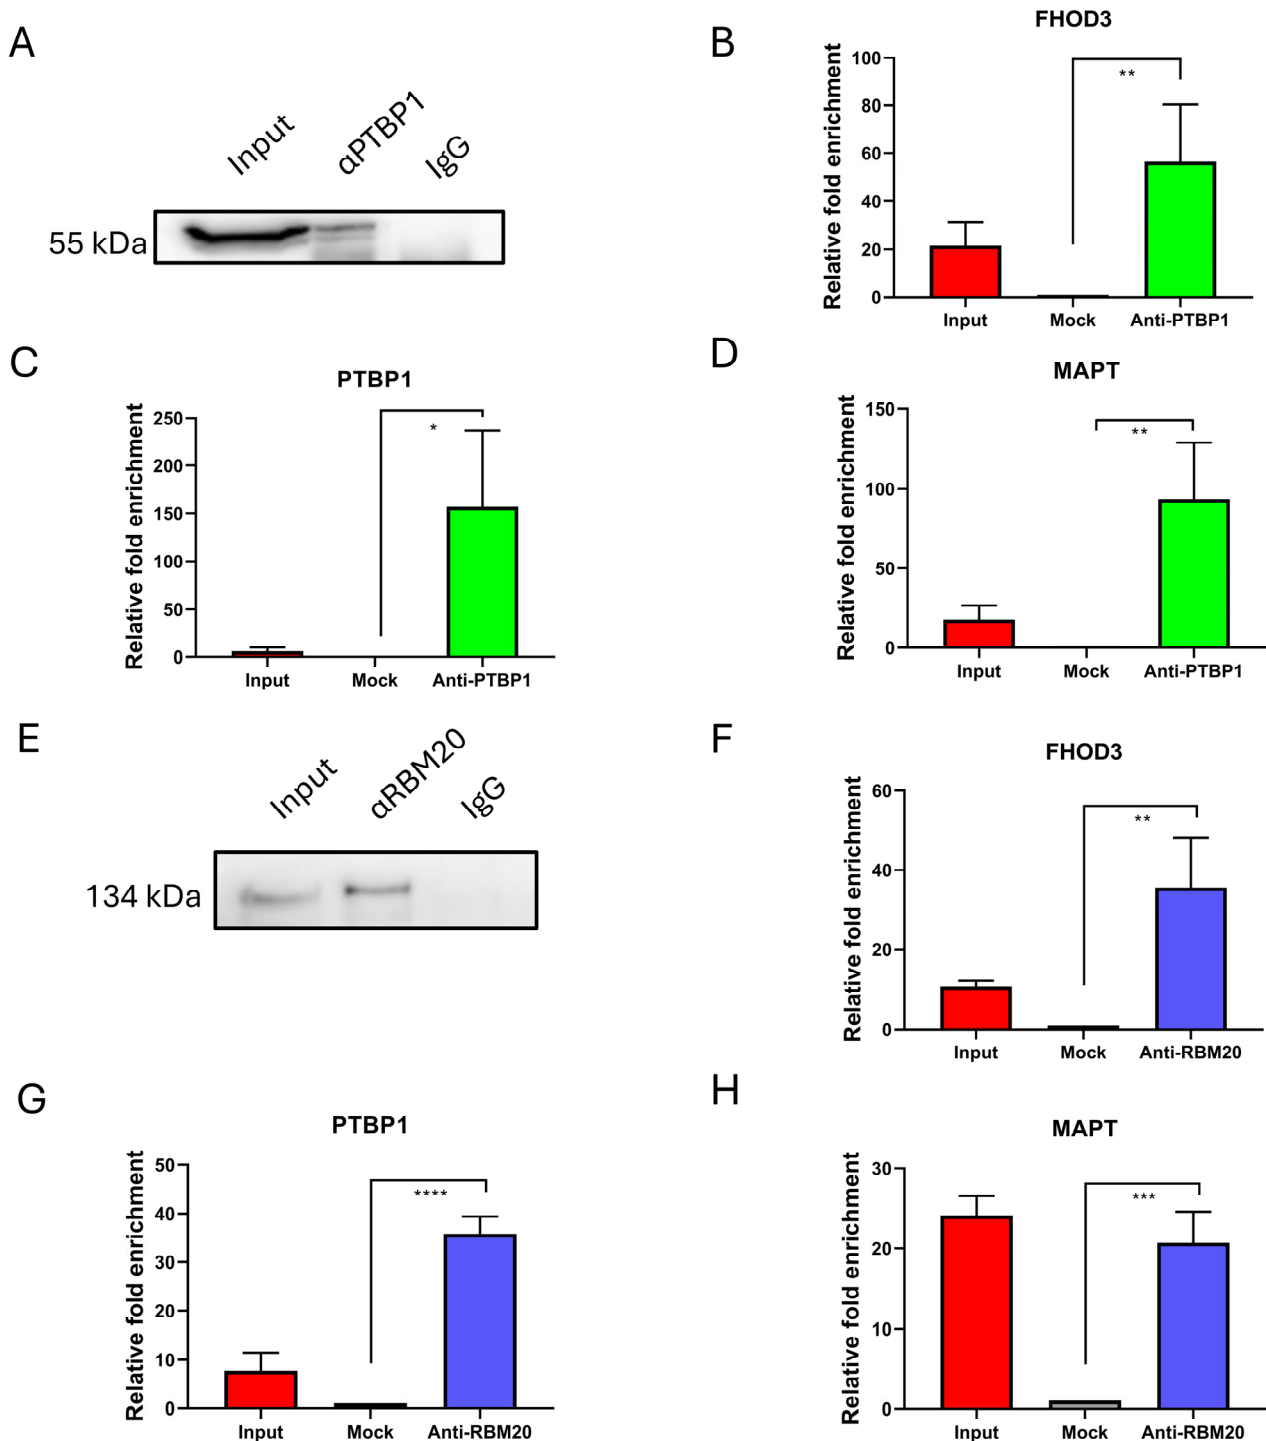 A
Input
αPTBP1
IgG
55 kDa
B
FHOD3
Relative fold enrichment
100
80
60
40
20
0
**
Input Mock Anti-PTBP1
C
PTBP1
Relative fold enrichment
250
200
150
100
50
0
*
Input Mock Anti-PTBP1
D
MAPT
Relative fold enrichment
150
100
50
0
**
Input Mock Anti-PTBP1
E
Input
αRBM20
IgG
134 kDa
F
FHOD3
Relative fold enrichment
60
40
20
0
**
Input Mock Anti-RBM20
G
PTBP1
Relative fold enrichment
50
40
30
20
10
0
****
Input Mock Anti-RBM20
H
MAPT
Relative fold enrichment
30
20
10
0
***
Input Mock Anti-RBM20